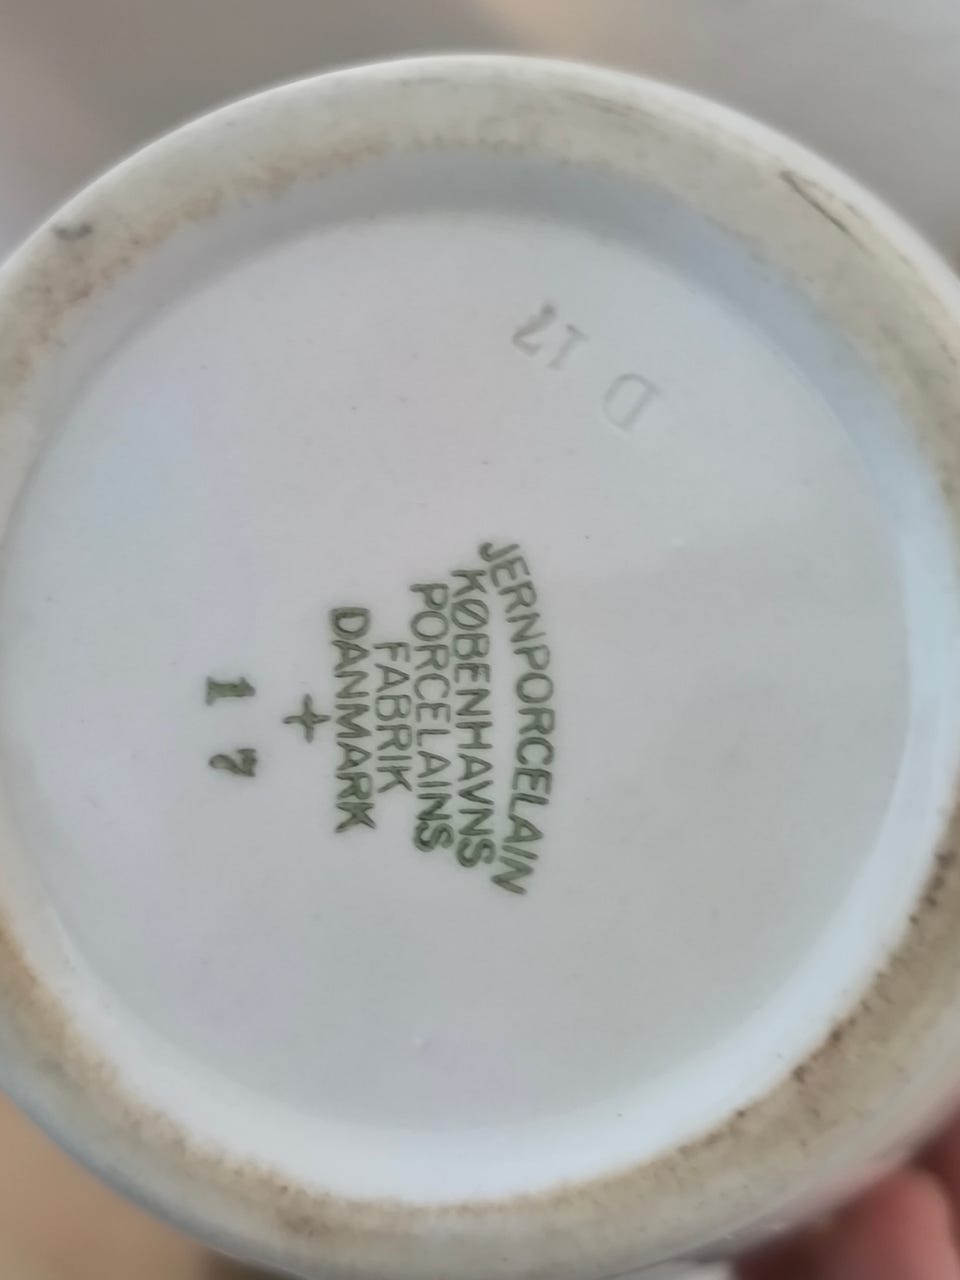 JERNPORCELAIN
KØBENHAVNS
PORCELAINS
FABRIK
DANMARK
+
1 7
D 17